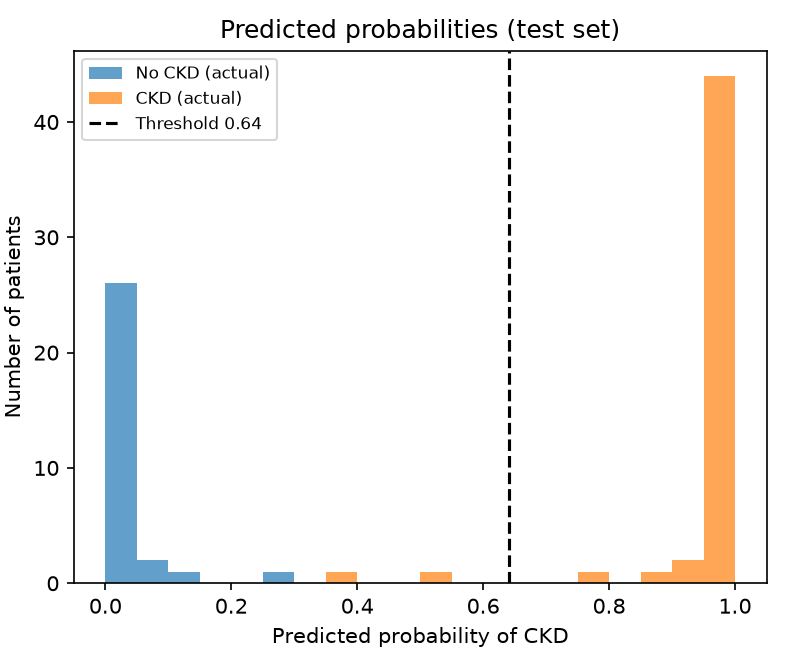 Predicted probabilities (test set)
No CKD (actual)
CKD (actual)
Threshold 0.64
Number of patients
40
30
20
10
0
0.0 0.2 0.4 0.6 0.8 1.0
Predicted probability of CKD